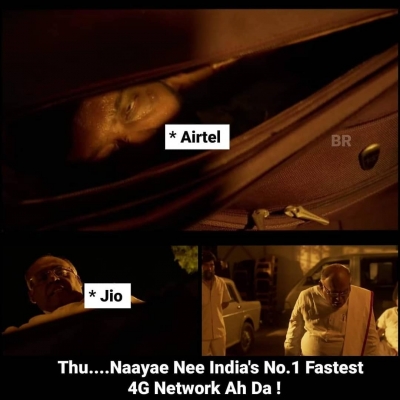 * Airtel
BR
* Jio
Thu....Naayae Nee India's No.1 Fastest
4G Network Ah Da !